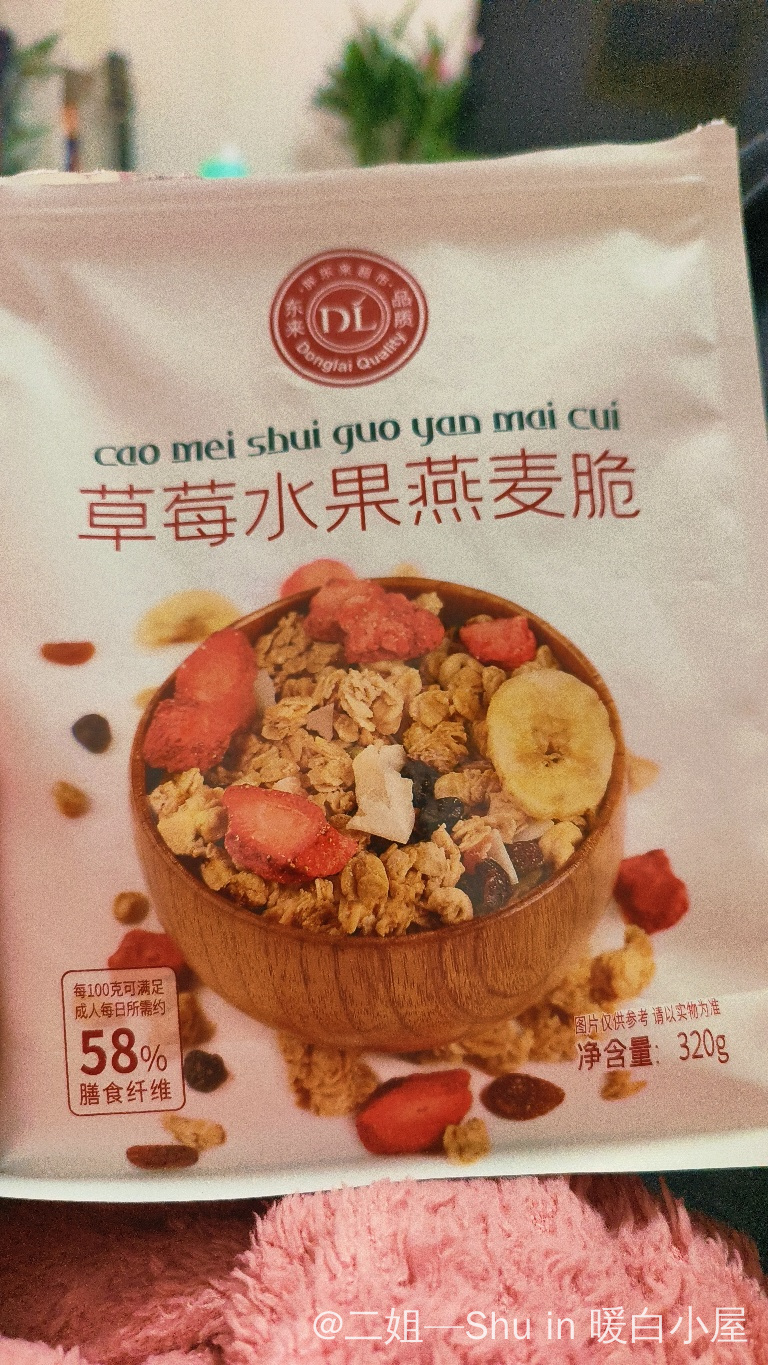 胖东来超市
东来
品质
DL
Donglai Quality
cao mei shui guo yan mai cui
草莓水果燕麦脆
每100克可满足
成人每日所需约
58%
膳食纤维
图片仅供参考 请以实物为准
净含量：320g
@二姐—Shu in 暖白小屋